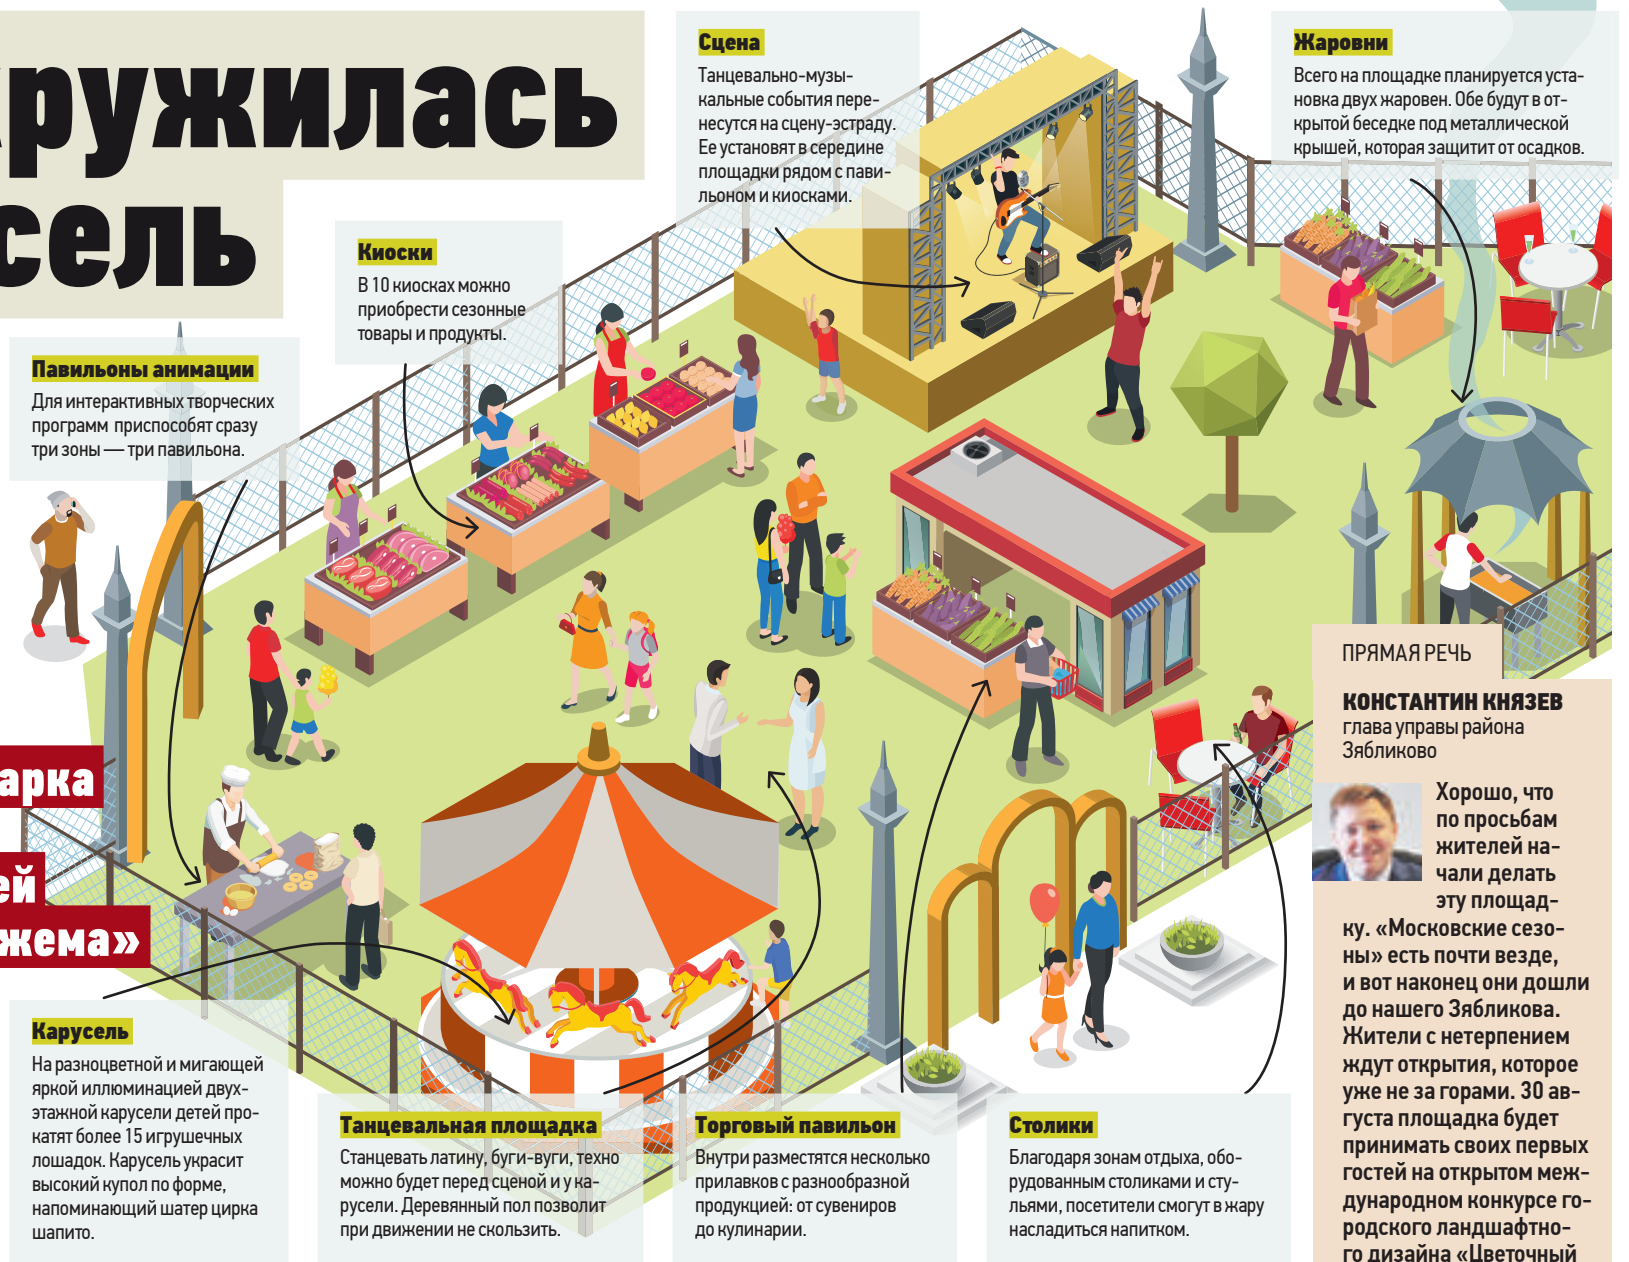 ружилась
сель
Сцена
Танцевально-музы-
кальные события пере-
несутся на сцену-эстраду.
Ее установят в середине
площадки рядом с пави-
льоном и киосками.
Жаровни
Всего на площадке планируется уста-
новка двух жаровен. Обе будут в от-
крытой беседке под металлической
крышей, которая защитит от осадков.
Киоски
В 10 киосках можно
приобрести сезонные
товары и продукты.
Павильоны анимации
Для интерактивных творческих
программ приспособят сразу
три зоны — три павильона.
арка
ей
жема»
Карусель
На разноцветной и мигающей
яркой иллюминацией двух-
этажной карусели детей про-
катят более 15 игрушечных
лошадок. Карусель украсит
высокий купол по форме,
напоминающий шатер цирка
шапито.
Танцевальная площадка
Станцевать латину, буги-вуги, техно
можно будет перед сценой и у ка-
русели. Деревянный пол позволит
при движении не скользить.
Торговый павильон
Внутри разместятся несколько
прилавков с разнообразной
продукцией: от сувениров
до кулинарии.
Столики
Благодаря зонам отдыха, обо-
рудованным столиками и сту-
льями, посетители смогут в жару
насладиться напитком.
ПРЯМАЯ РЕЧЬ
КОНСТАНТИН КНЯЗЕВ
глава управы района
Зябликово
Хорошо, что
по просьбам
жителей на-
чали делать
эту площад-
ку. «Московские сезо-
ны» есть почти везде,
и вот наконец они дошли
до нашего Зябликова.
Жители с нетерпением
ждут открытия, которое
уже не за горами. 30 ав-
густа площадка будет
принимать своих первых
гостей на открытом меж-
дународном конкурсе го-
родского ландшафтно-
го дизайна «Цветочный